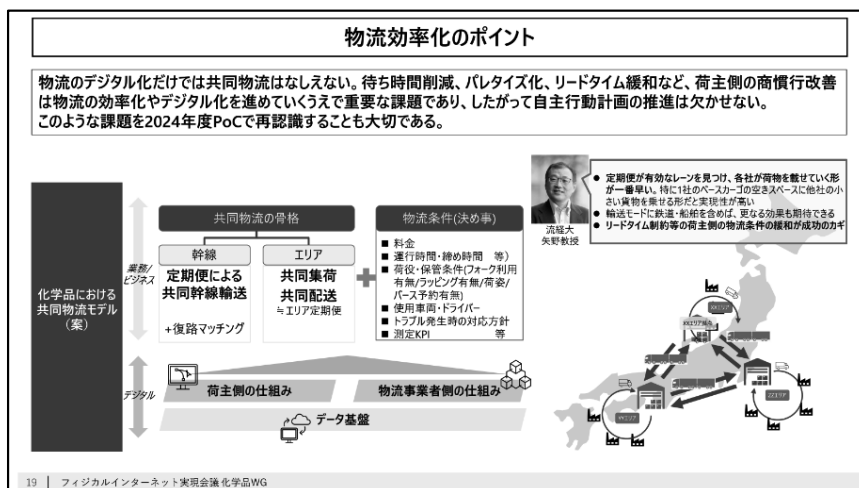 物流効率化のポイント
物流のデジタル化だけでは共同物流はなしえない。待ち時間削減、パレタイズ化、リードタイム緩和など、荷主側の商慣行改善
は物流の効率化やデジタル化を進めていくうえで重要な課題であり、したがって自主行動計画の推進は欠かせない。
このような課題を2024年度PoCで再認識することも大切である。
流経大
矢野教授
● 定期便が有効なレーンを見つけ、各社が荷物を載せていく形
が一番早い。特に1社のベースカーゴの空きスペースに他社の小
さい貨物を乗せる形だと実現性が高い
● 輸送モードに鉄道・船舶を含めば、更なる効果も期待できる
● リードタイム制約等の荷主側の物流条件の緩和が成功のカギ
化学品における
共同物流モデル
（案）
業務/
ビジネス
デジタル
共同物流の骨格
幹線
定期便による
共同幹線輸送
+復路マッチング
エリア
共同集荷
共同配送
≒エリア定期便
物流条件(決め事)
■ 料金
■ 運行時間・締め時間 等)
■ 荷役・保管条件(フォーク利用
有無/ラッピング有無/荷姿/
バース予約有無)
■ 使用車両・ドライバー
■ トラブル発生時の対応方針
■ 測定KPI 等
荷主側の仕組み
物流事業者側の仕組み
データ基盤
XXエリア
YYエリア
ZZエリア
19 | フィジカルインターネット実現会議 化学品WG